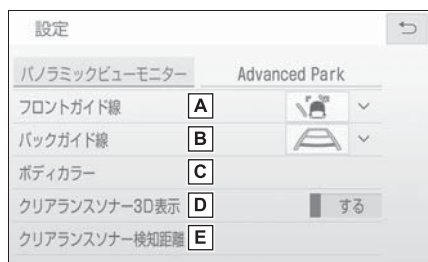 設定
パノラミックビューモニター Advanced Park
フロントガイド線 A
バックガイド線 B
ボディカラー C
クリアランスソナー3D表示 D する
クリアランスソナー検知距離 E